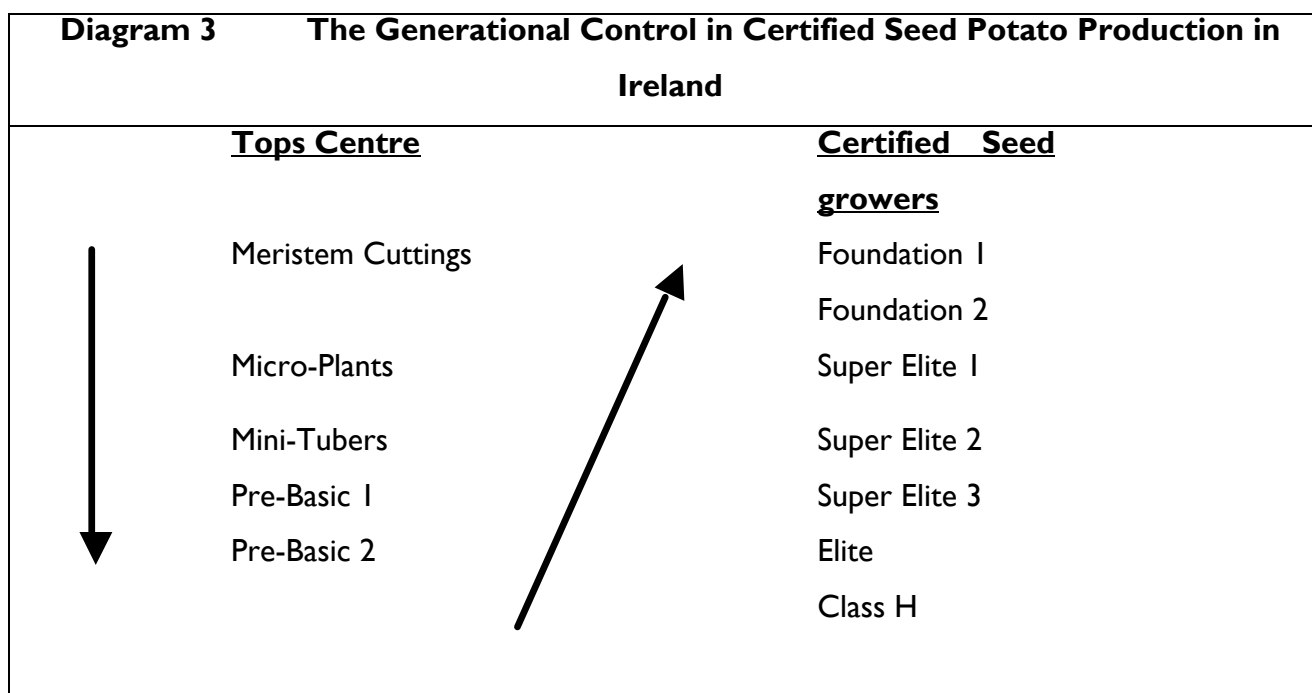 Diagram 3 The Generational Control in Certified Seed Potato Production in
Ireland
Tops Centre
Meristem Cuttings
Micro-Plants
Mini-Tubers
Pre-Basic 1
Pre-Basic 2
Certified Seed
growers
Foundation 1
Foundation 2
Super Elite 1
Super Elite 2
Super Elite 3
Elite
Class H